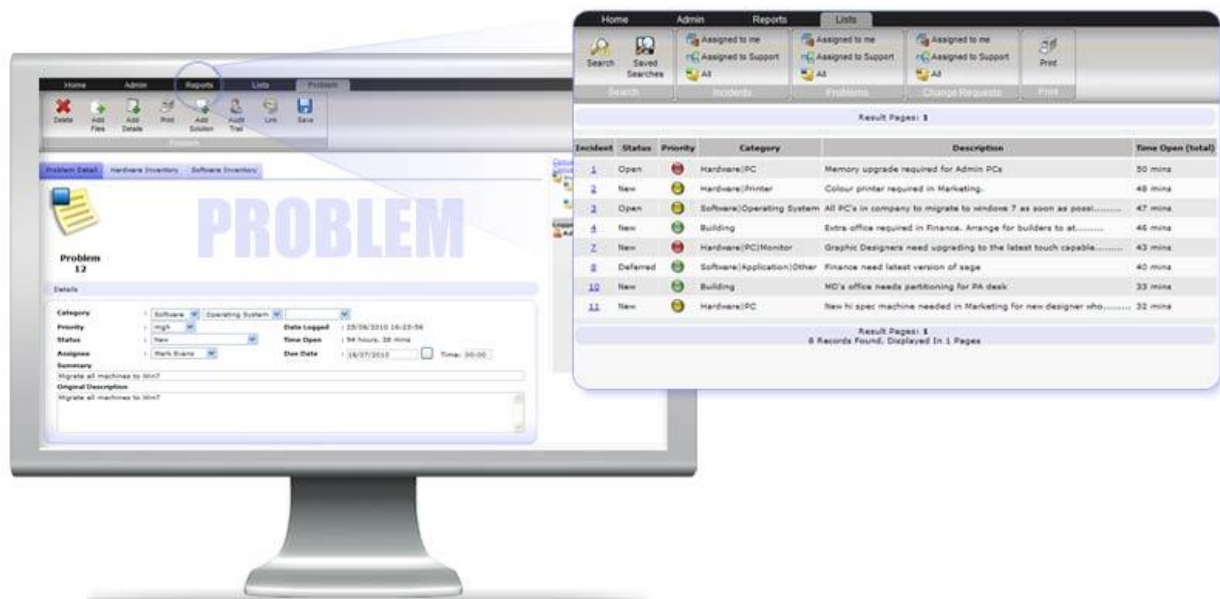 Home Admin Reports Lists Problem
Delete Add Files Add Details Print Add Solution Audit Trail Link Save
Problem
Problem Detail Hardware Inventory Software Inventory
PROBLEM
Problem
12
Details
Category : Software Operating System
Priority : High Date Logged : 25/06/2010 16:23:56
Status : New Time Open : 94 hours, 38 mins
Assignee : Mark Evans Due Date : 16/07/2010 Time: 00:00
Summary
Migrate all machines to Win7
Original Description
Migrate all machines to Win7
Home Admin Reports Lists
Search Saved Searches
Assigned to me Assigned to me Assigned to me
Assigned to Support Assigned to Support Assigned to Support
All All All
Print
Search Incidents Problems Change Requests Print
Result Pages: 1
Incident Status Priority Category Description Time Open (total)
1 Open Hardware|PC Memory upgrade required for Admin PCs 50 mins
2 New Hardware|Printer Colour printer required in Marketing. 48 mins
3 Open Software|Operating System All PC's in company to migrate to windows 7 as soon as possi......... 47 mins
4 New Building Extra office required in Finance. Arrange for builders to at......... 46 mins
7 New Hardware|PC|Monitor Graphic Designers need upgrading to the latest touch capable......... 43 mins
8 Deferred Software|Application|Other Finance need latest version of sage 40 mins
10 New Building MD's office needs partitioning for PA desk 33 mins
11 New Hardware|PC New hi spec machine needed in Marketing for new designer who......... 32 mins
Result Pages: 1
8 Records Found, Displayed In 1 Pages